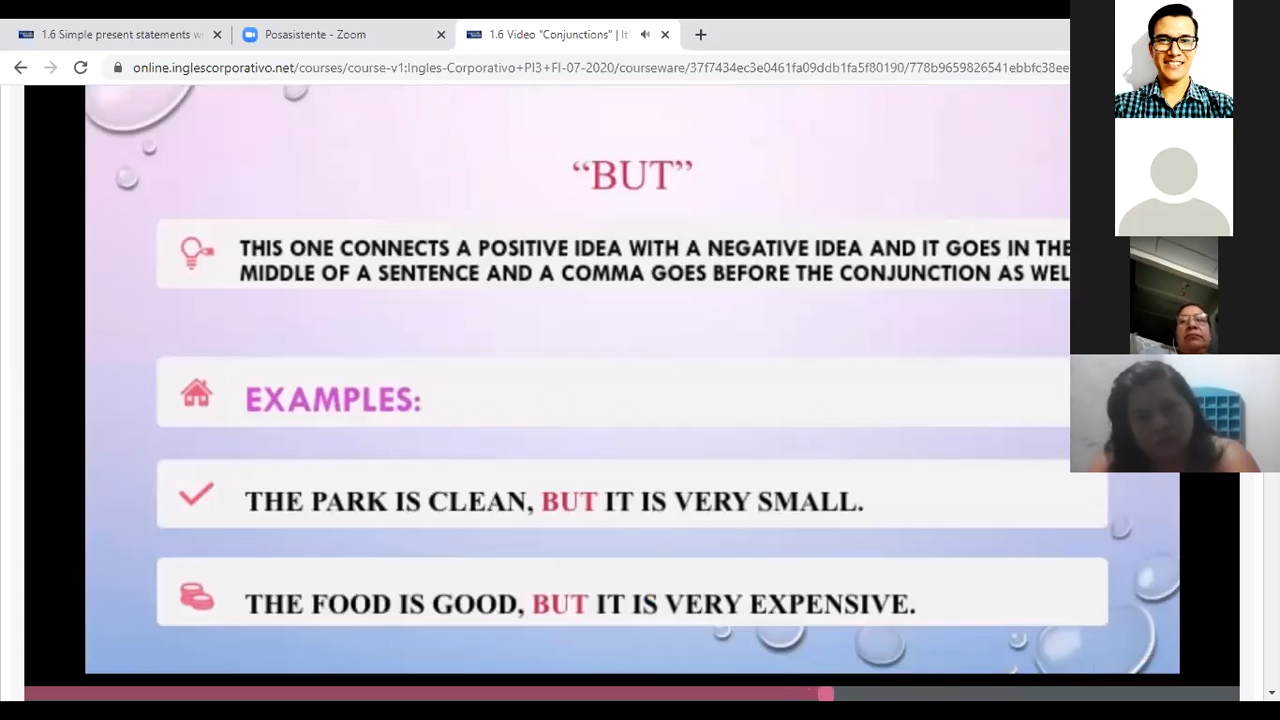 1.6 Simple present statements w
Posasistente - Zoom
1.6 Video "Conjunctions" | It
online.inglescorporativo.net/courses/course-v1:Ingles-Corporativo+PI3+FI-07-2020/courseware/37f7434ec3e0461fa09ddb1fa5f80190/778b9659826541ebbfc38ee
“BUT”
THIS ONE CONNECTS A POSITIVE IDEA WITH A NEGATIVE IDEA AND IT GOES IN THE
MIDDLE OF A SENTENCE AND A COMMA GOES BEFORE THE CONJUNCTION AS WEL
EXAMPLES:
THE PARK IS CLEAN, BUT IT IS VERY SMALL.
THE FOOD IS GOOD, BUT IT IS VERY EXPENSIVE.